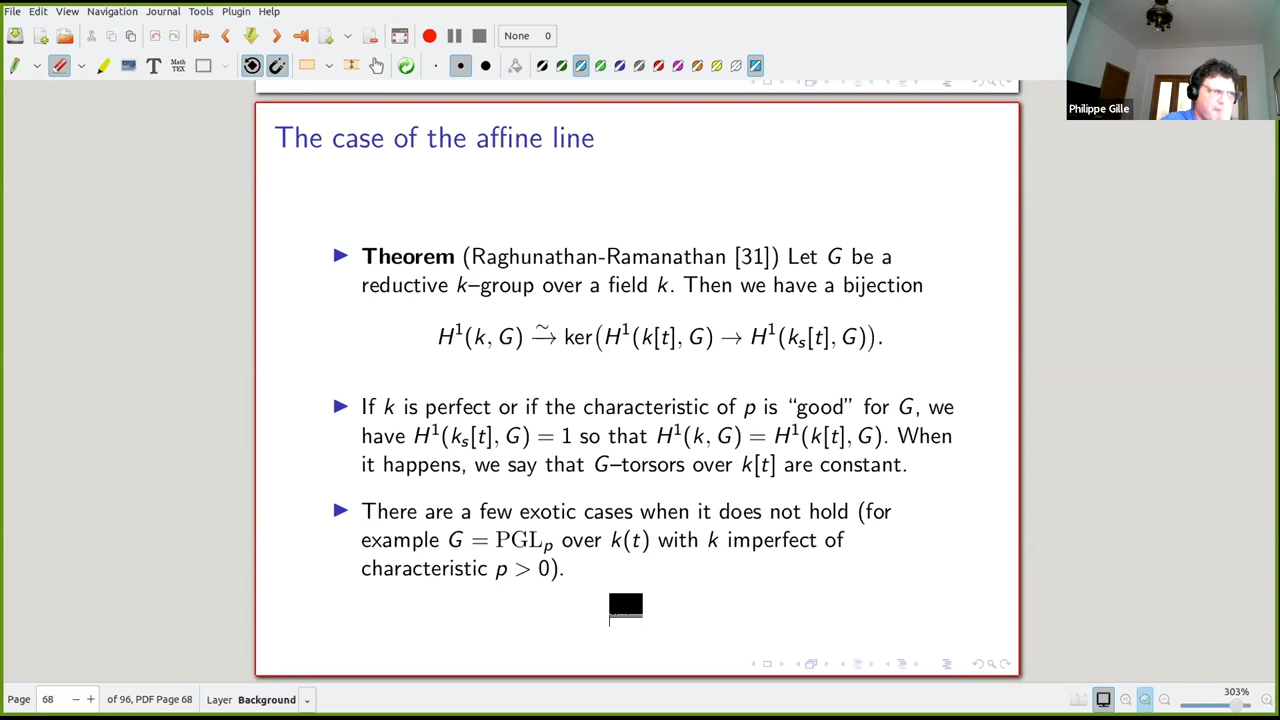 File Edit View Navigation Journal Tools Plugin Help
None 0
Philippe Gille
The case of the affine line
Theorem (Raghunathan-Ramanathan [31]) Let G be a
reductive k–group over a field k. Then we have a bijection
H¹(k, G) ⥲ ker(H¹(k[t], G) → H¹(kₛ[t], G)).
If k is perfect or if the characteristic of p is “good” for G, we
have H¹(kₛ[t], G) = 1 so that H¹(k, G) = H¹(k[t], G). When
it happens, we say that G–torsors over k[t] are constant.
There are a few exotic cases when it does not hold (for
example G = PGLₚ over k(t) with k imperfect of
characteristic p > 0).
Page 68 − + of 96, PDF Page 68 Layer Background 303%